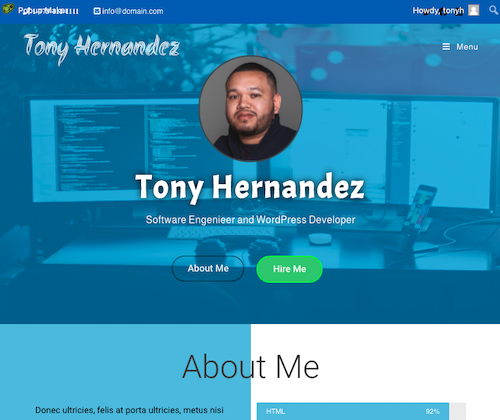 Popup Maker
info@domain.com
Howdy, tonyh
Tony Hernandez
Menu
Tony Hernandez
Software Engenieer and WordPress Developer
About Me
Hire Me
About Me
Donec ultricies, felis at porta ultricies, metus nisi
HTML
92%